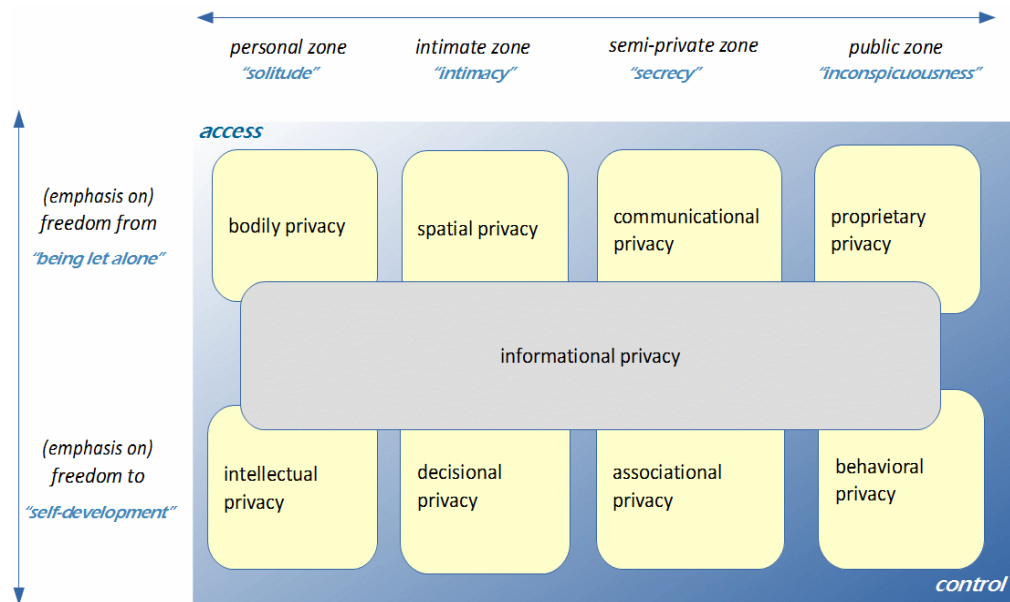 personal zone
"solitude"
intimate zone
"intimacy"
semi-private zone
"secrecy"
public zone
"inconspicuousness"
access
(emphasis on)
freedom from
"being let alone"
bodily privacy
spatial privacy
communicational
privacy
proprietary
privacy
informational privacy
(emphasis on)
freedom to
"self-development"
intellectual
privacy
decisional
privacy
associational
privacy
behavioral
privacy
control